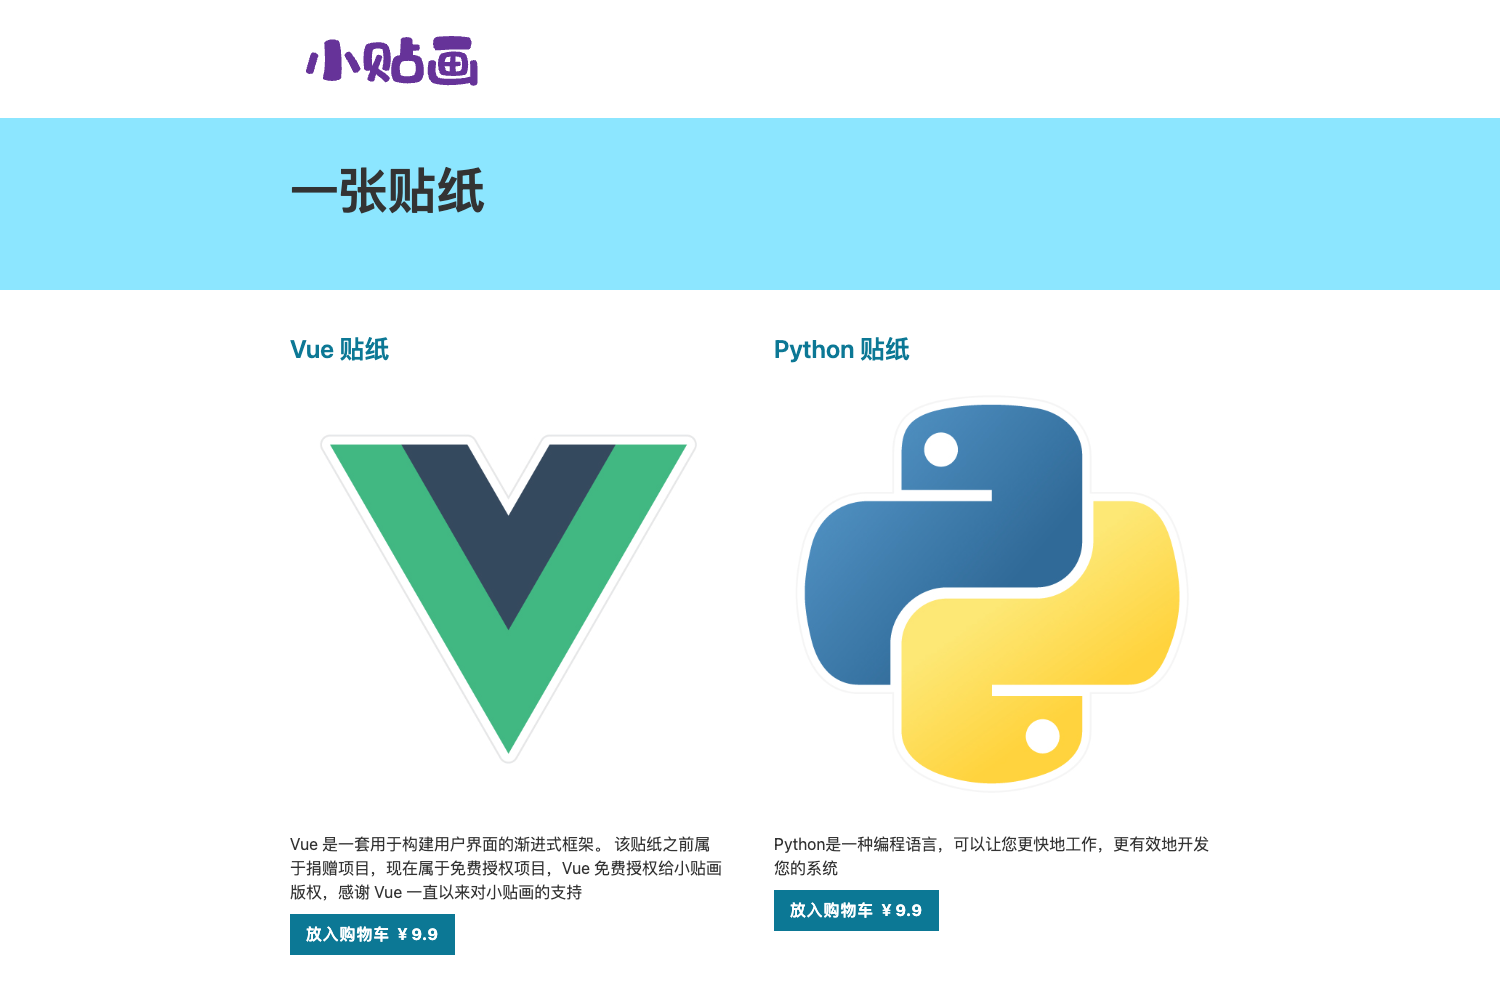 小贴画
一张贴纸
Vue 贴纸
Vue 是一套用于构建用户界面的渐进式框架。 该贴纸之前属
于捐赠项目，现在属于免费授权项目，Vue 免费授权给小贴画
版权，感谢 Vue 一直以来对小贴画的支持
放入购物车 ¥ 9.9
Python 贴纸
Python是一种编程语言，可以让您更快地工作，更有效地开发
您的系统
放入购物车 ¥ 9.9